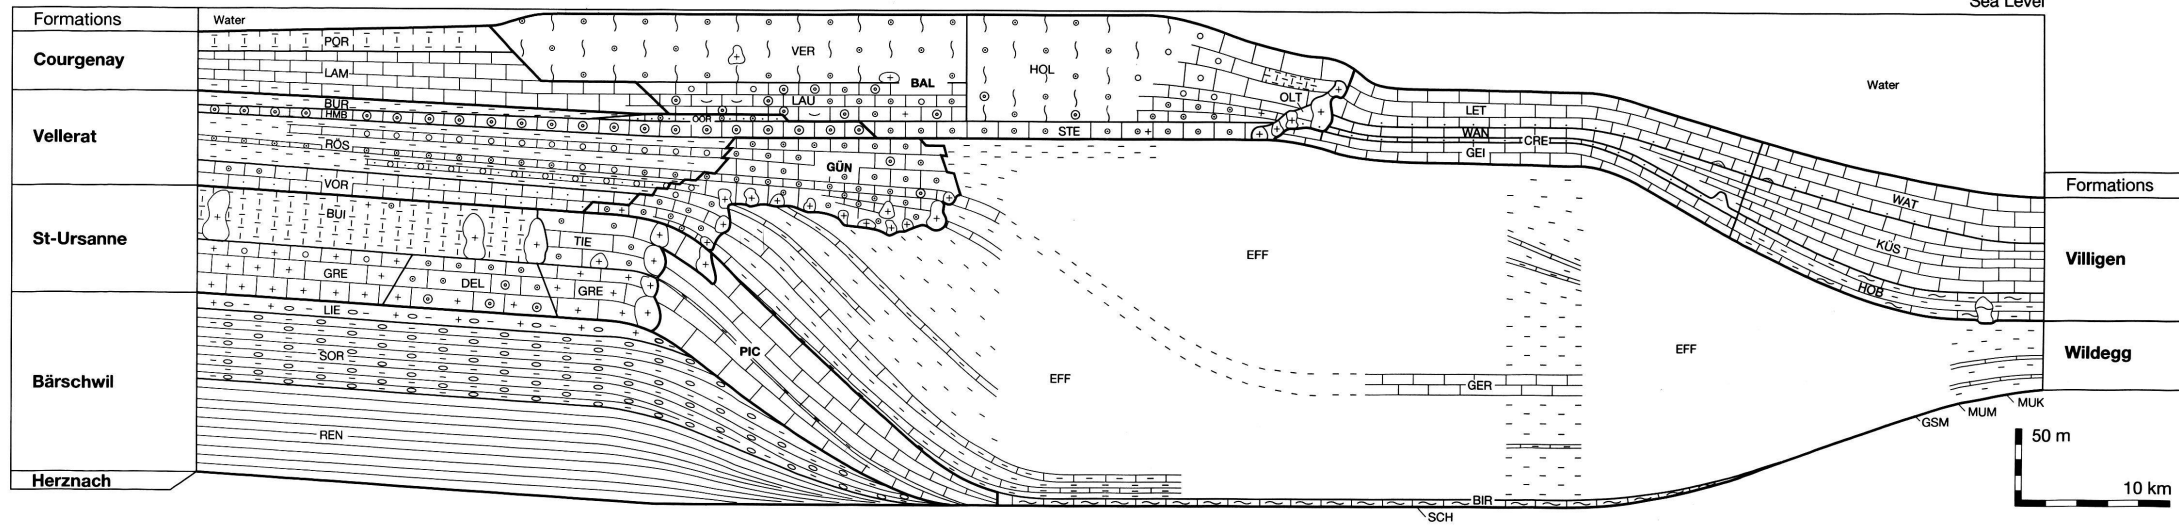 Sea Level
Formations
Courgenay
Vellerat
St-Ursanne
Bärschwil
Herznach
Water
POR
LAM
BUR
HMB
RÖS
VOR
BUI
GRE
DEL
TIE
GRE
LIE
SOR
REN
PIC
VER
BAL
LAU
OOR
GÜN
HOL
STE
OLT
LET
WAN
CRE
GEI
EFF
EFF
EFF
GER
BIR
SCH
Water
WAT
KÜS
HOB
GSM
MUM
MUK
Formations
Villigen
Wildegg
50 m
10 km